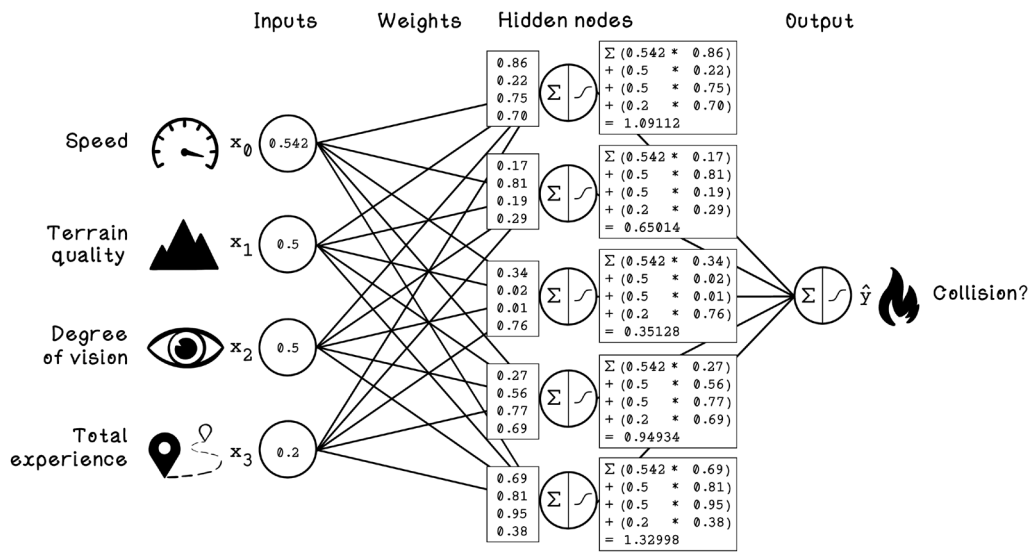 Inputs
Weights
Hidden nodes
Output
Speed
x0
0.542
Terrain
quality
x1
0.5
Degree
of vision
x2
0.5
Total
experience
x3
0.2
0.86
0.22
0.75
0.70
Σ
Σ (0.542 * 0.86)
+ (0.5 * 0.22)
+ (0.5 * 0.75)
+ (0.2 * 0.70)
= 1.09112
0.17
0.81
0.19
0.29
Σ
Σ (0.542 * 0.17)
+ (0.5 * 0.81)
+ (0.5 * 0.19)
+ (0.2 * 0.29)
= 0.65014
0.34
0.02
0.01
0.76
Σ
Σ (0.542 * 0.34)
+ (0.5 * 0.02)
+ (0.5 * 0.01)
+ (0.2 * 0.76)
= 0.35128
0.27
0.56
0.77
0.69
Σ
Σ (0.542 * 0.27)
+ (0.5 * 0.56)
+ (0.5 * 0.77)
+ (0.2 * 0.69)
= 0.94934
0.69
0.81
0.95
0.38
Σ
Σ (0.542 * 0.69)
+ (0.5 * 0.81)
+ (0.5 * 0.95)
+ (0.2 * 0.38)
= 1.32998
Σ
ŷ
Collision?